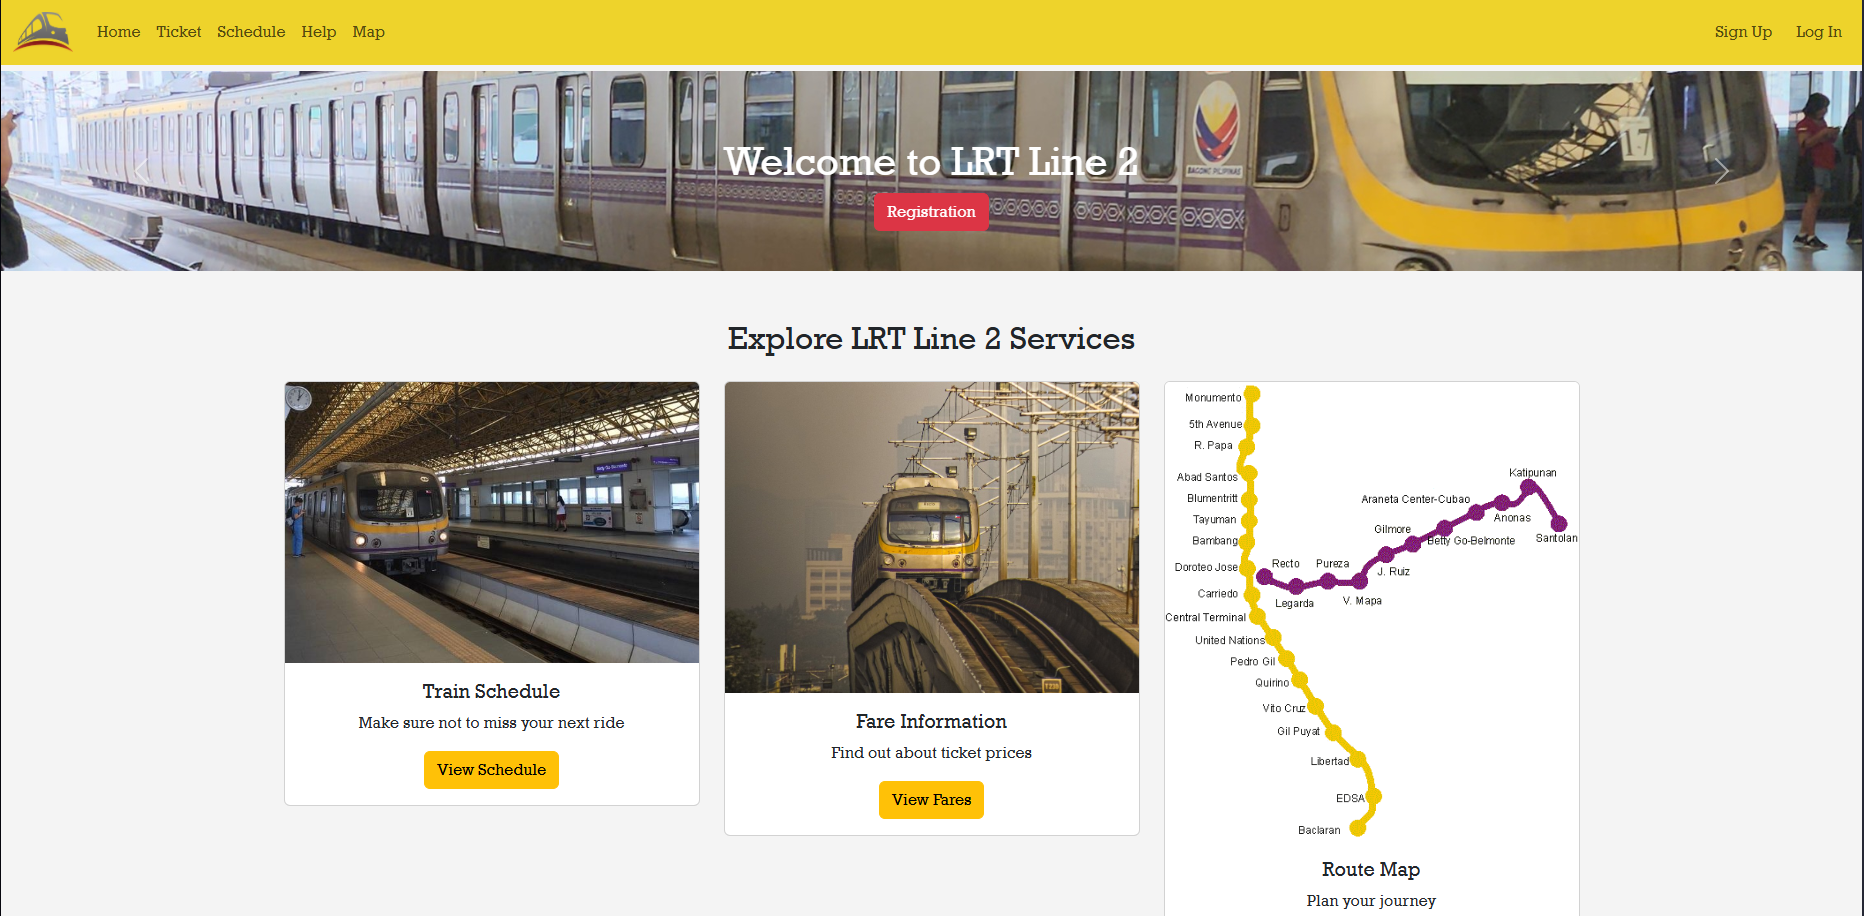 Home Ticket Schedule Help Map Sign Up Log In
Welcome to LRT Line 2
BAGONG PILIPINAS
Registration
Explore LRT Line 2 Services
Train Schedule
Make sure not to miss your next ride
View Schedule
Fare Information
Find out about ticket prices
View Fares
Monumento
5th Avenue
R. Papa
Abad Santos
Blumentritt
Tayuman
Bambang
Doroteo Jose
Carriedo
Central Terminal
United Nations
Pedro Gil
Quirino
Vito Cruz
Gil Puyat
Libertad
EDSA
Baclaran
Recto
Legarda
Pureza
V. Mapa
J. Ruiz
Gilmore
Betty Go-Belmonte
Araneta Center-Cubao
Anonas
Katipunan
Santolan
Route Map
Plan your journey